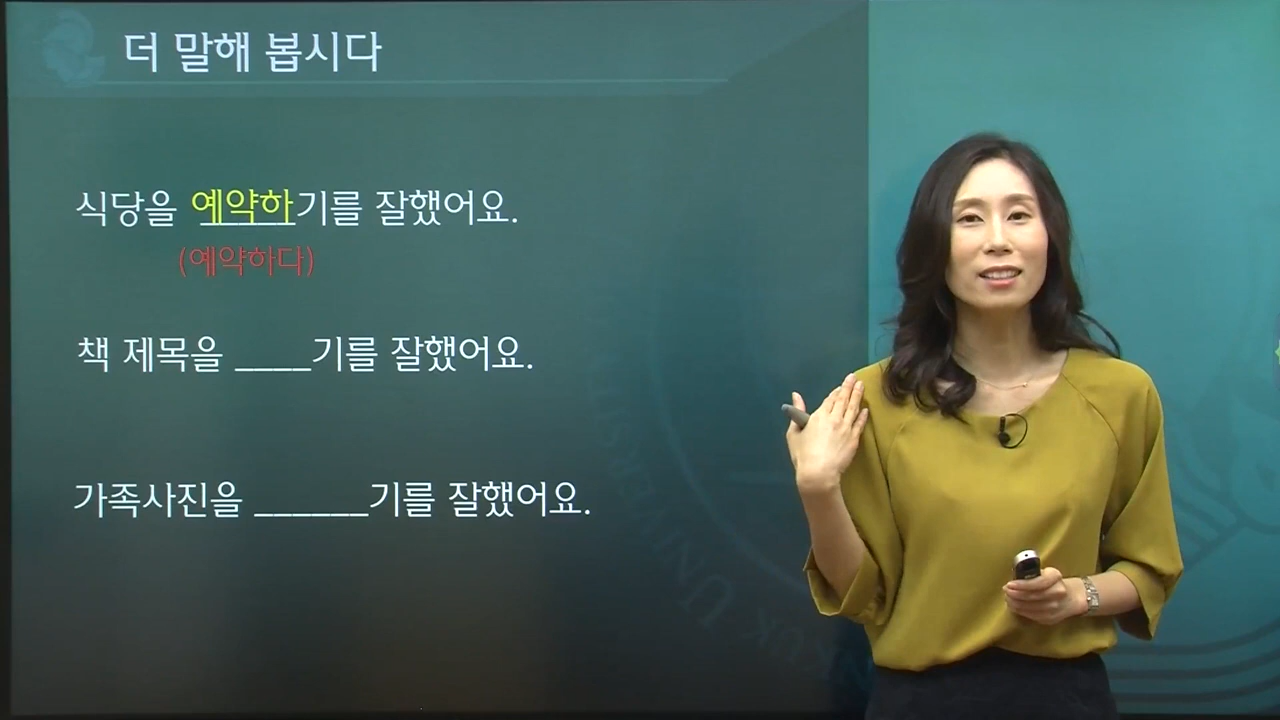 더 말해 봅시다
식당을 예약하기를 잘했어요.
(예약하다)
책 제목을 ____기를 잘했어요.
가족사진을 ______기를 잘했어요.